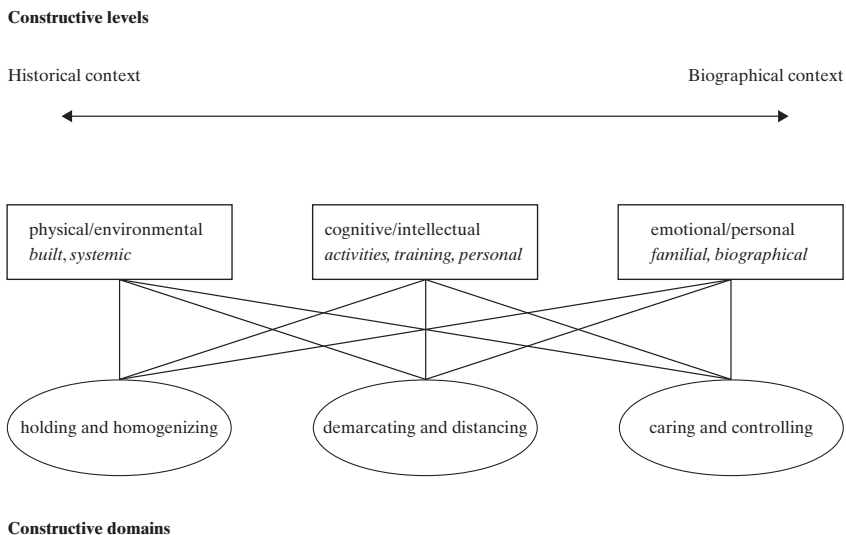 Constructive levels
Historical context
Biographical context
physical/environmental
built, systemic
cognitive/intellectual
activities, training, personal
emotional/personal
familial, biographical
holding and homogenizing
demarcating and distancing
caring and controlling
Constructive domains